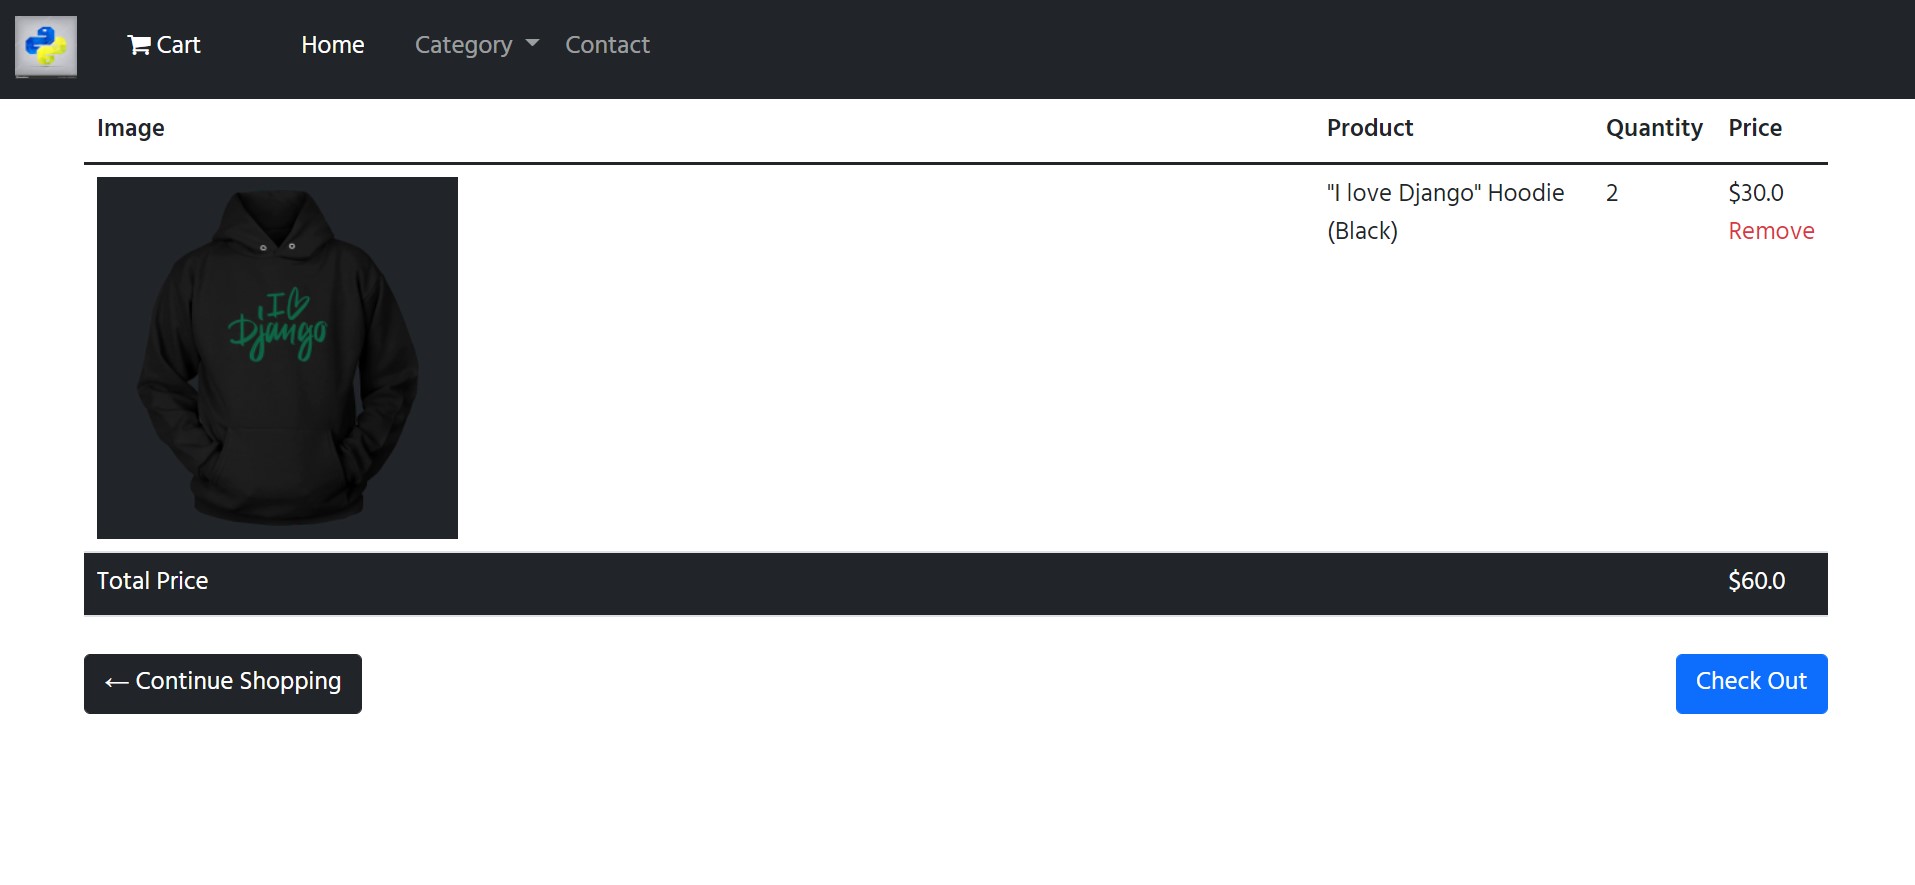 Cart Home Category Contact
Image Product Quantity Price
"I love Django" Hoodie 2 $30.0
(Black) Remove
I
Django
Total Price $60.0
← Continue Shopping Check Out